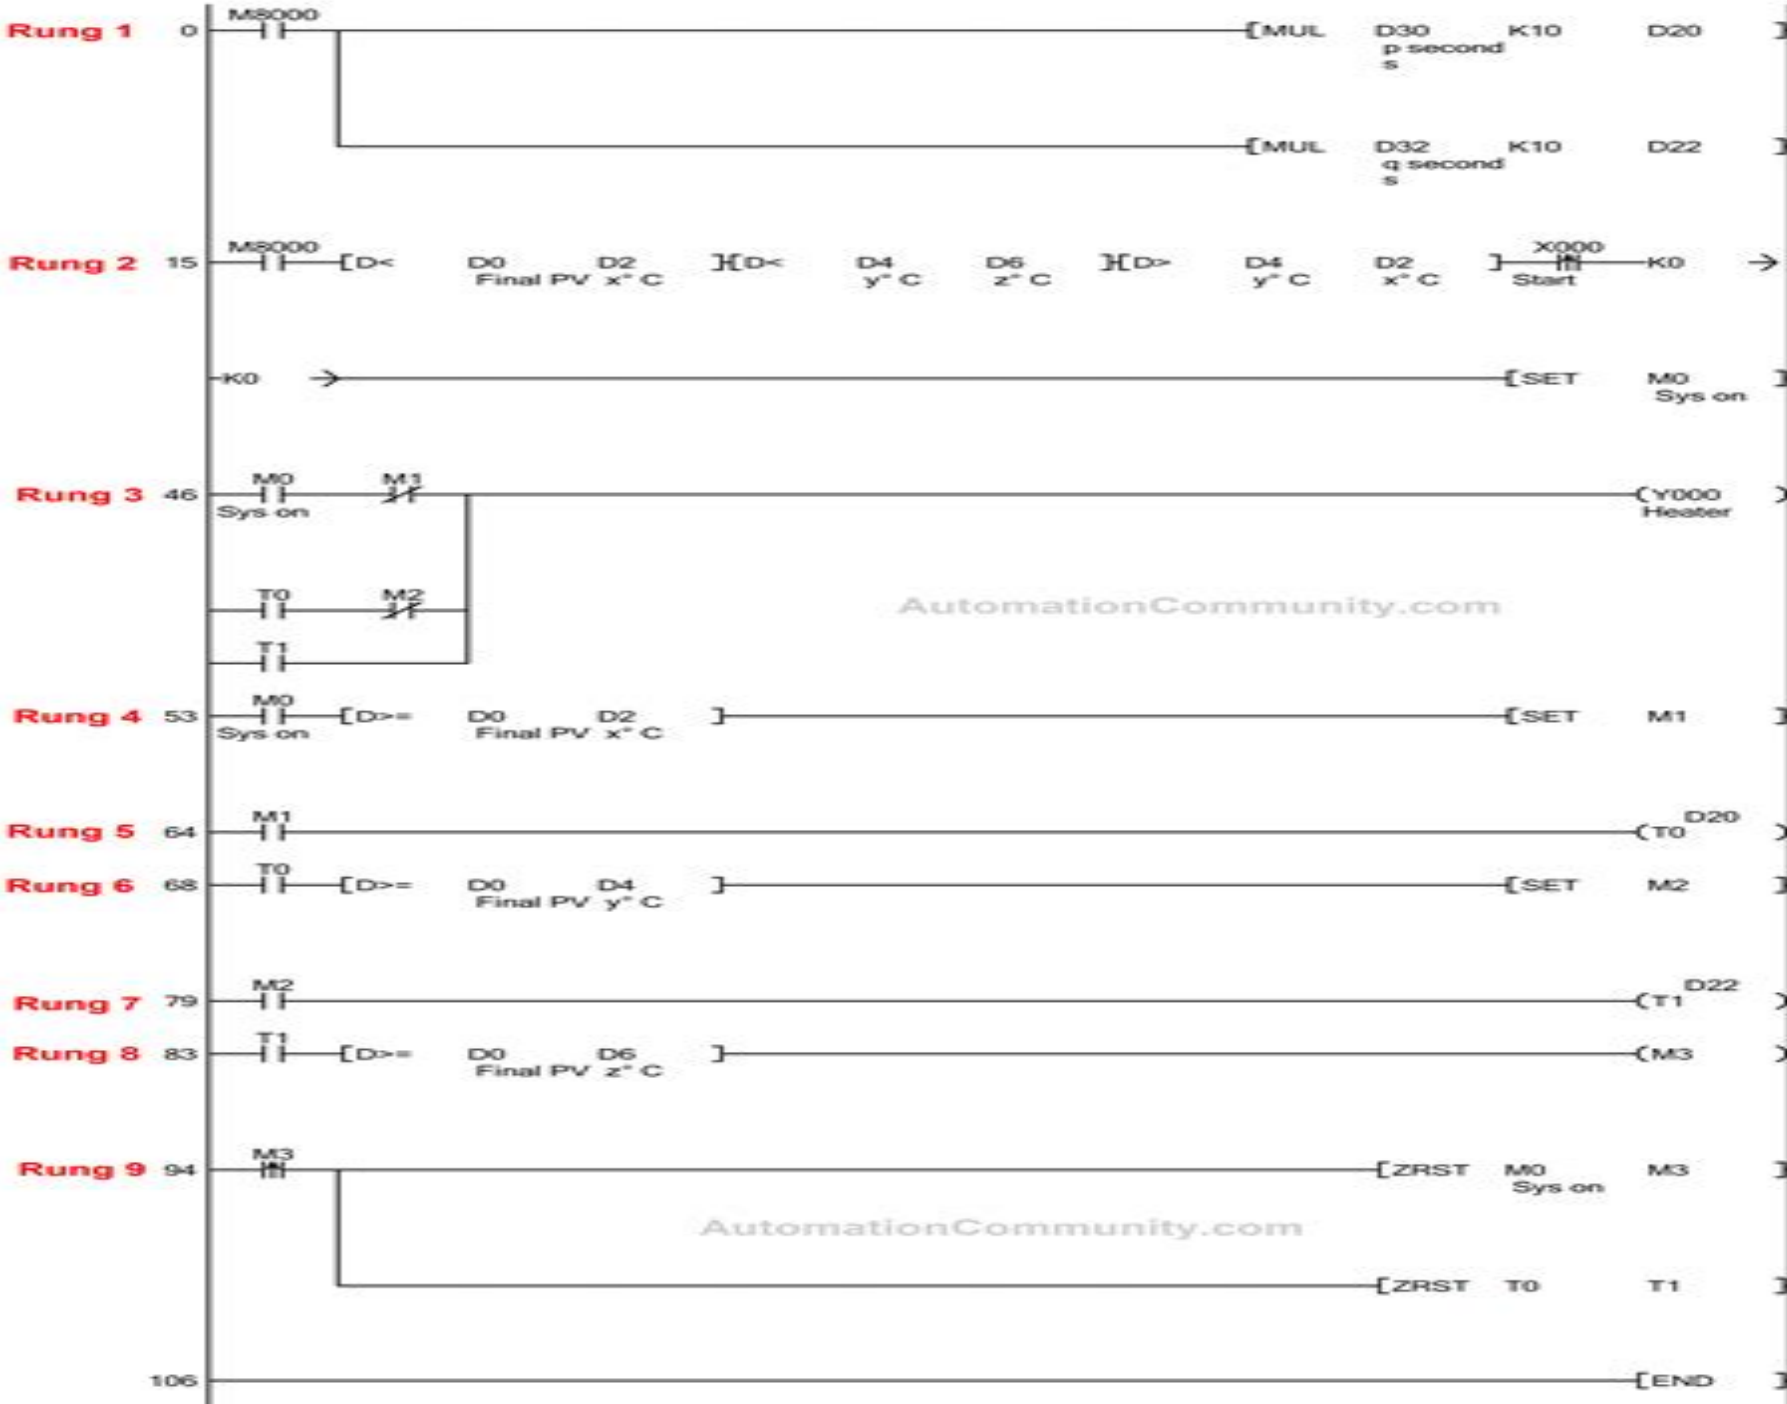 M8000
Rung 1 0 [MUL D30 K10 D20 ]
p second
s
[MUL D32 K10 D22 ]
q second
s
M8000 X000
Rung 2 15 [D< D0 D2 ][D< D4 D6 ][D> D4 D2 ] K0
Final PV x° C y° C z° C y° C x° C Start
K0 [SET M0 ]
Sys on
M0 M1
Rung 3 46 (Y000 )
Sys on Heater
T0 M2
AutomationCommunity.com
T1
M0
Rung 4 53 [D>= D0 D2 ] [SET M1 ]
Sys on Final PV x° C
M1 D20
Rung 5 64 (T0 )
T0
Rung 6 68 [D>= D0 D4 ] [SET M2 ]
Final PV y° C
M2 D22
Rung 7 79 (T1 )
T1
Rung 8 83 [D>= D0 D6 ] (M3 )
Final PV z° C
M3
Rung 9 94 [ZRST M0 M3 ]
Sys on
AutomationCommunity.com
[ZRST T0 T1 ]
106 [END ]